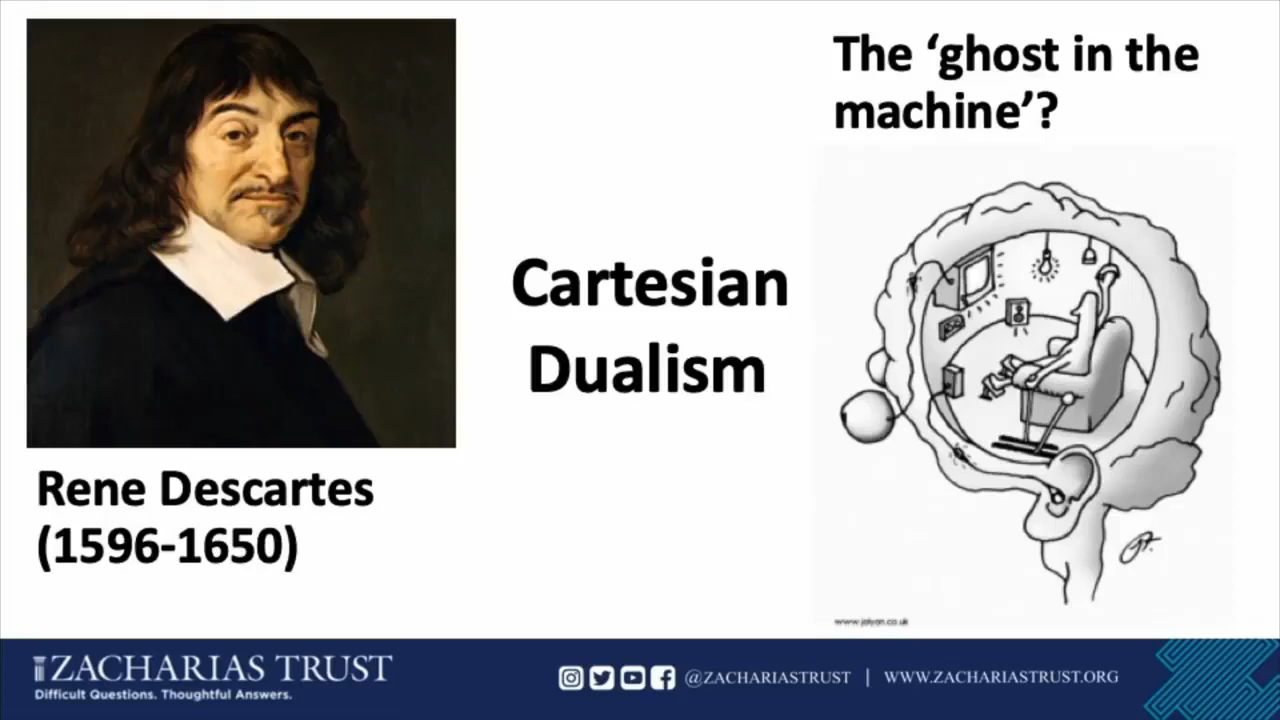 The ‘ghost in the
machine’?
Cartesian
Dualism
Rene Descartes
(1596-1650)
www.jolyon.co.uk
ZACHARIAS TRUST
Difficult Questions. Thoughtful Answers.
@ZACHARIASTRUST | WWW.ZACHARIASTRUST.ORG